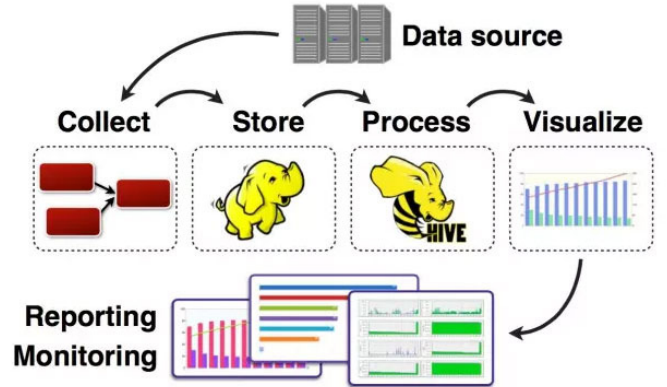 Data source
Collect
Store
Process
Visualize
HIVE
Reporting
Monitoring